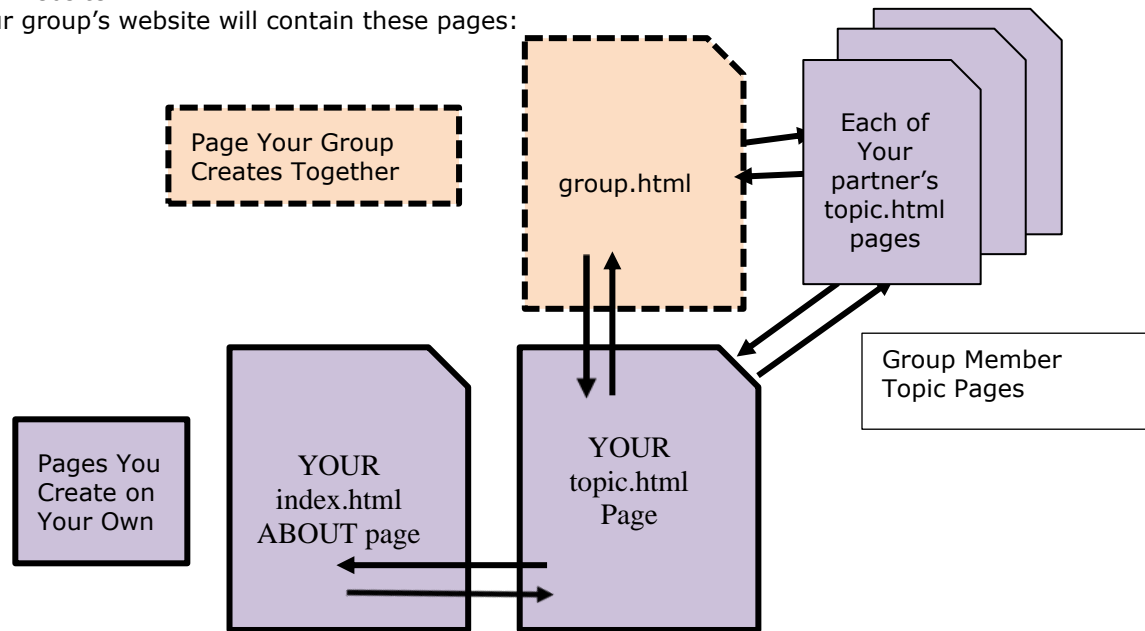 ur group's website will contain these pages:
Page Your Group
Creates Together
group.html
Each of
Your
partner's
topic.html
pages
Group Member
Topic Pages
Pages You
Create on
Your Own
YOUR
index.html
ABOUT page
YOUR
topic.html
Page